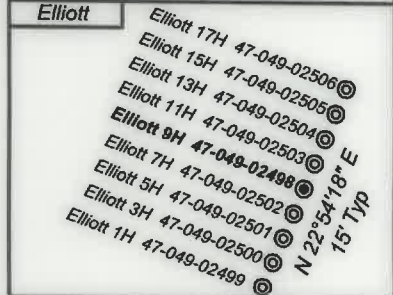 Elliott
Elliott 17H 47-049-02506
Elliott 15H 47-049-02505
Elliott 13H 47-049-02504
Elliott 11H 47-049-02503
Elliott 9H 47-049-02498
Elliott 7H 47-049-02502
Elliott 5H 47-049-02501
Elliott 3H 47-049-02500
Elliott 1H 47-049-02499
N 22°54'18" E
15' Typ